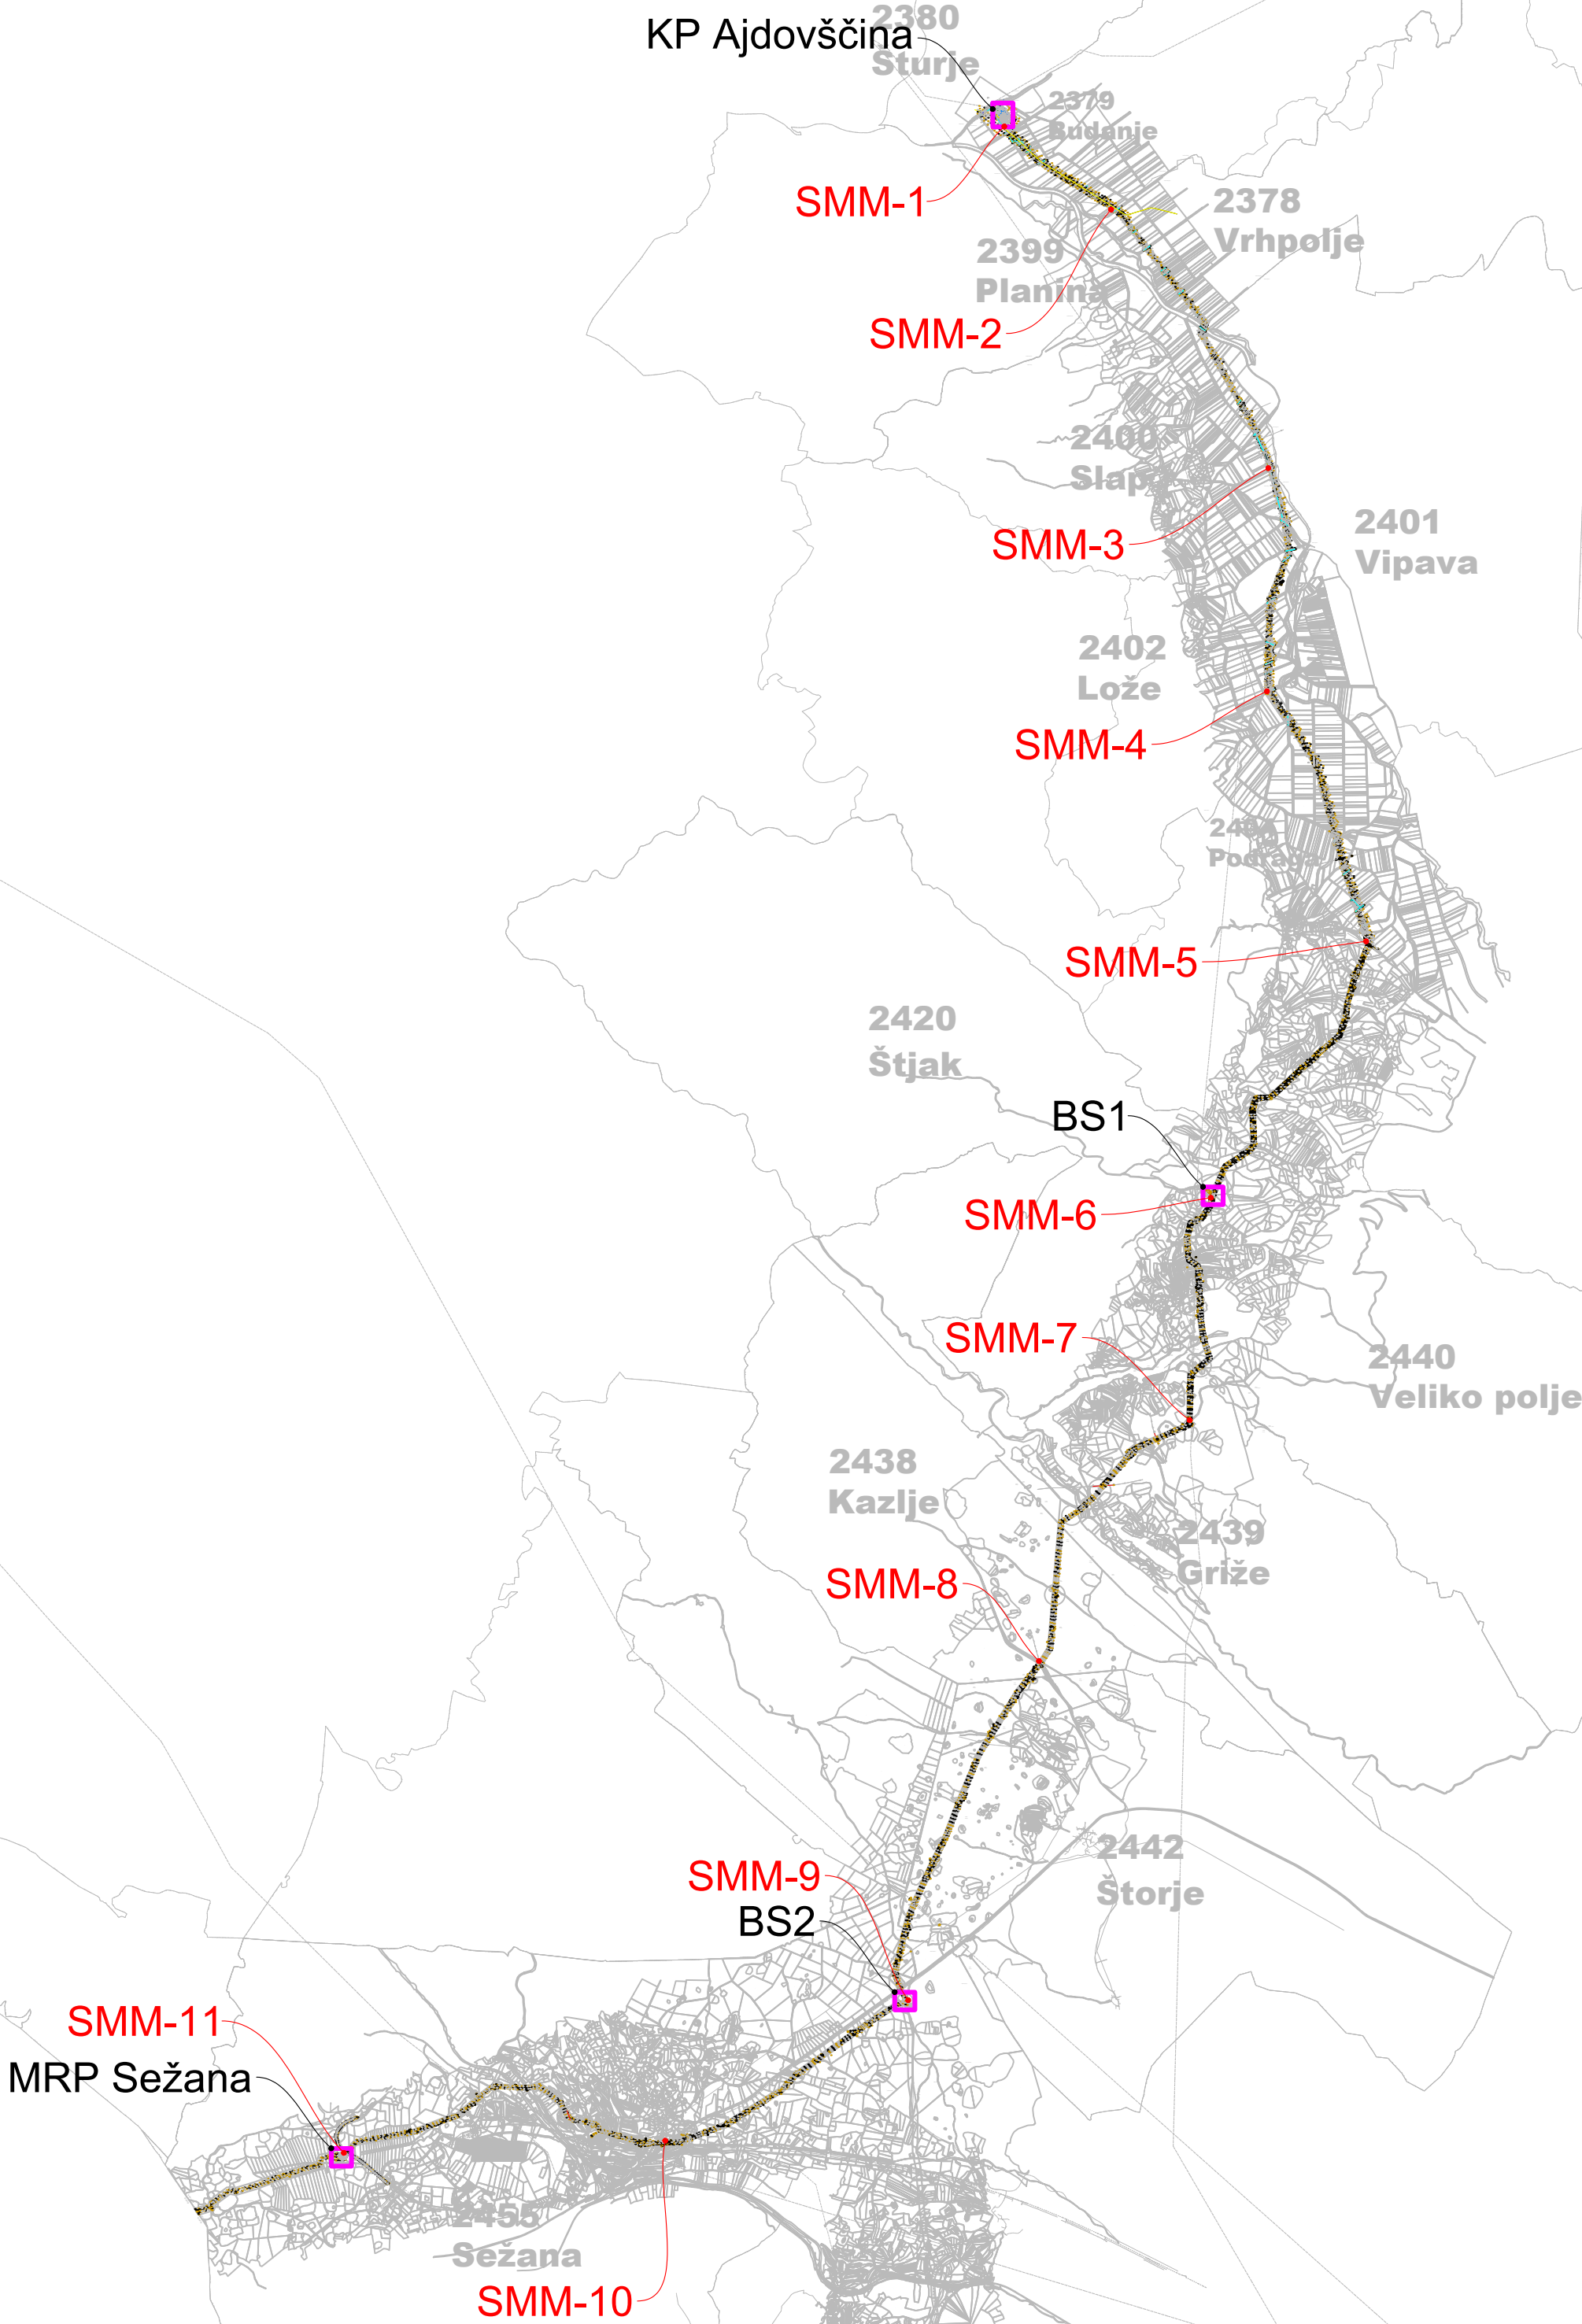 2380
Šturje
KP Ajdovščina
2379
Budanje
SMM-1
2378
Vrhpolje
2399
Planina
SMM-2
2400
Slap
2401
Vipava
SMM-3
2402
Lože
SMM-4
Podraga
SMM-5
2420
Štjak
BS1
SMM-6
SMM-7
2440
Veliko polje
2438
Kazlje
2439
Griže
SMM-8
2442
Štorje
SMM-9
BS2
SMM-11
MRP Sežana
2455
Sežana
SMM-10